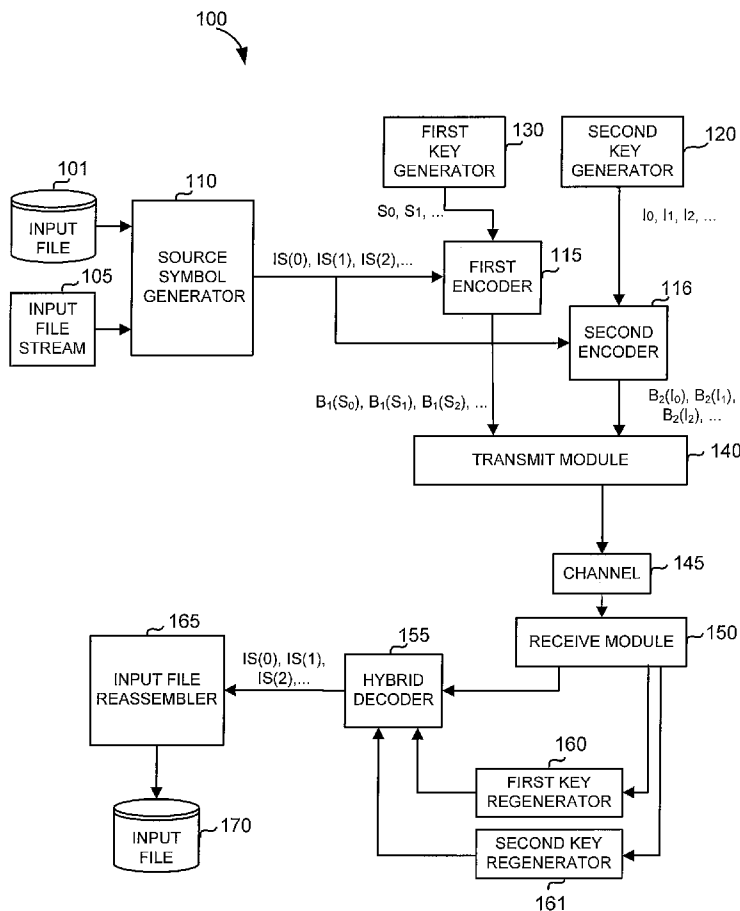 100
101
INPUT
FILE
105
INPUT
FILE
STREAM
110
SOURCE
SYMBOL
GENERATOR
IS(0), IS(1), IS(2),...
FIRST
KEY
GENERATOR
130
S₀, S₁, ...
SECOND
KEY
GENERATOR
120
I₀, I₁, I₂, ...
FIRST
ENCODER
115
SECOND
ENCODER
116
B₁(S₀), B₁(S₁), B₁(S₂), ...
B₂(I₀), B₂(I₁),
B₂(I₂), ...
TRANSMIT MODULE
140
CHANNEL
145
RECEIVE MODULE
150
165
INPUT FILE
REASSEMBLER
IS(0), IS(1),
IS(2),...
155
HYBRID
DECODER
160
FIRST KEY
REGENERATOR
SECOND KEY
REGENERATOR
161
INPUT
FILE
170